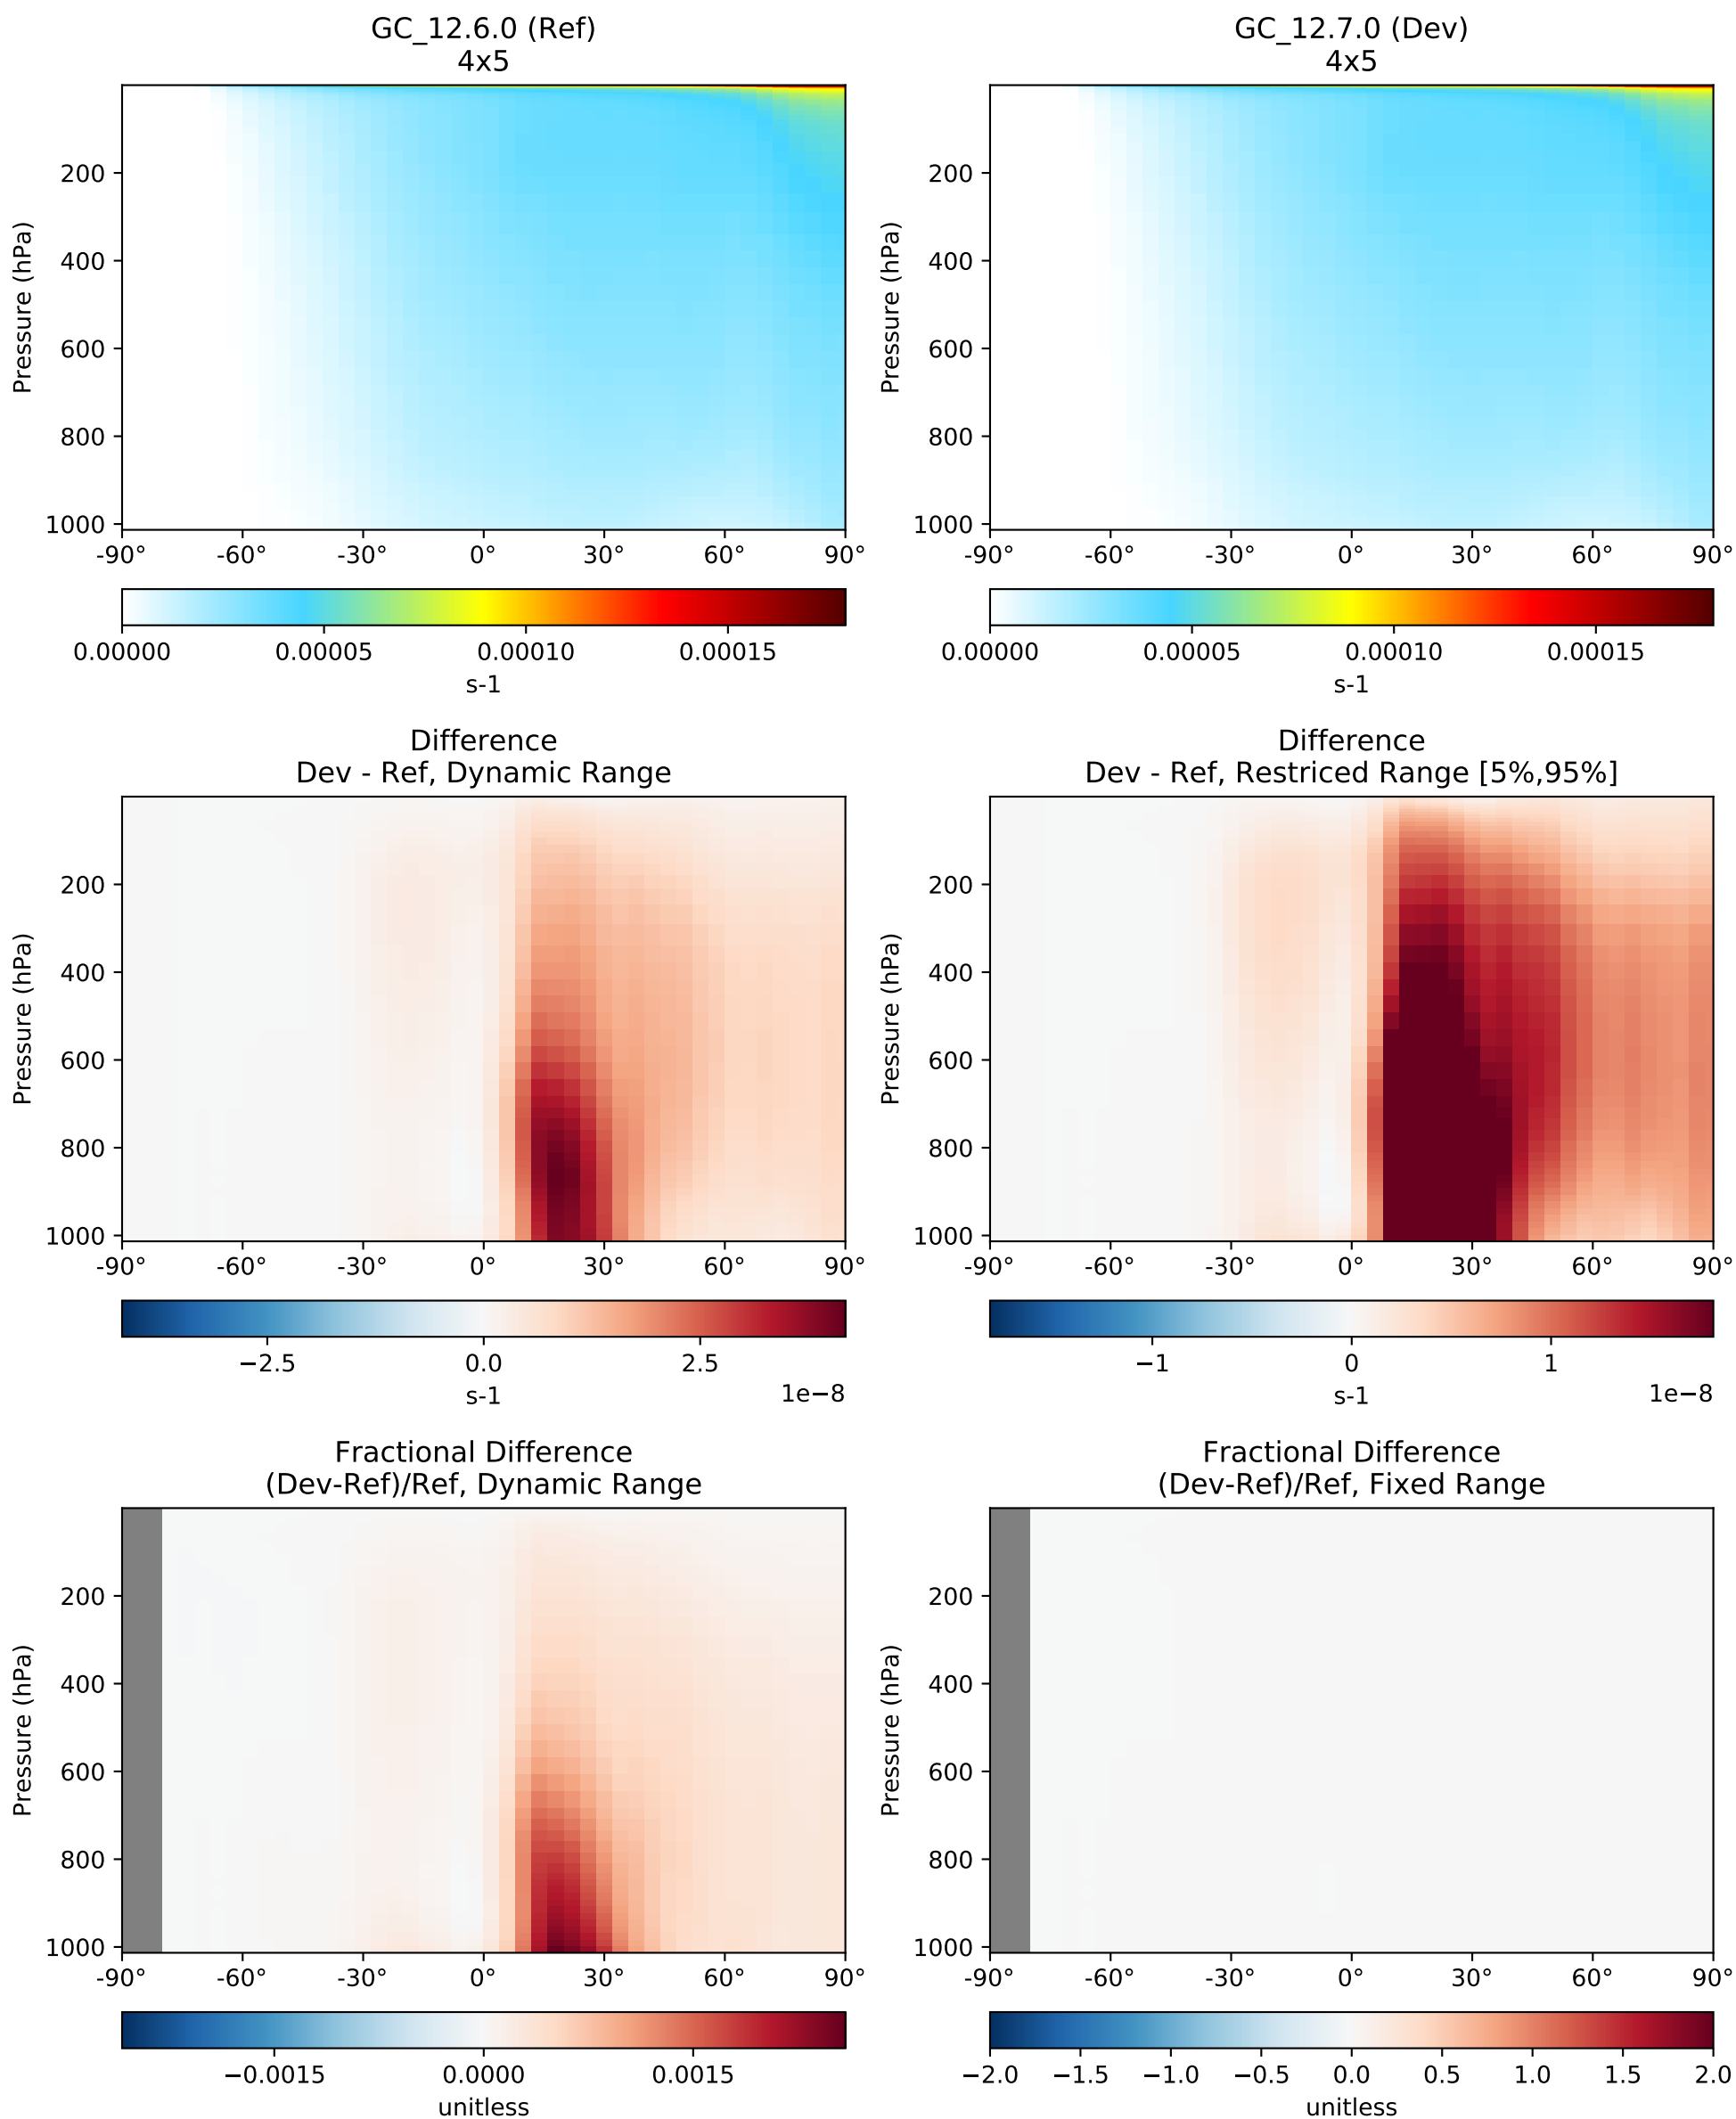 GC_12.6.0 (Ref)
4x5
GC_12.7.0 (Dev)
4x5
Pressure (hPa)
200
400
600
800
1000
-90° -60° -30° 0° 30° 60° 90°
0.00000 0.00005 0.00010 0.00015
s-1
Pressure (hPa)
200
400
600
800
1000
-90° -60° -30° 0° 30° 60° 90°
0.00000 0.00005 0.00010 0.00015
s-1
Difference
Dev - Ref, Dynamic Range
Difference
Dev - Ref, Restriced Range [5%,95%]
Pressure (hPa)
200
400
600
800
1000
-90° -60° -30° 0° 30° 60° 90°
−2.5 0.0 2.5
s-1
1e−8
Pressure (hPa)
200
400
600
800
1000
-90° -60° -30° 0° 30° 60° 90°
−1 0 1
s-1
1e−8
Fractional Difference
(Dev-Ref)/Ref, Dynamic Range
Fractional Difference
(Dev-Ref)/Ref, Fixed Range
Pressure (hPa)
200
400
600
800
1000
-90° -60° -30° 0° 30° 60° 90°
−0.0015 0.0000 0.0015
unitless
Pressure (hPa)
200
400
600
800
1000
-90° -60° -30° 0° 30° 60° 90°
−2.0 −1.5 −1.0 −0.5 0.0 0.5 1.0 1.5 2.0
unitless